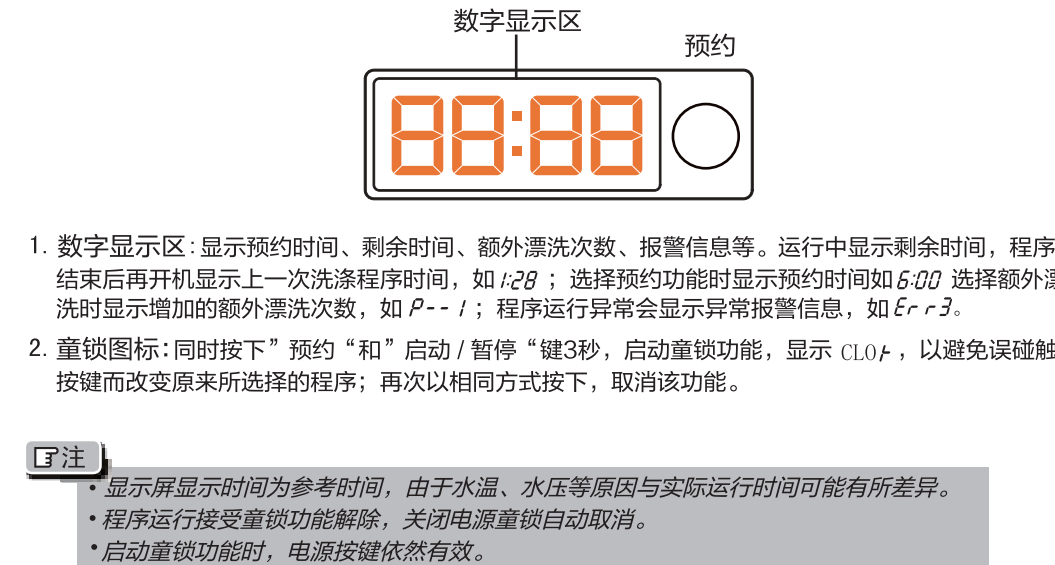 数字显示区
预约
88:88
1. 数字显示区:显示预约时间、剩余时间、额外漂洗次数、报警信息等。运行中显示剩余时间，程序
结束后再开机显示上一次洗涤程序时间，如1:28 ；选择预约功能时显示预约时间如6:00 选择额外漂
洗时显示增加的额外漂洗次数，如 P--1；程序运行异常会显示异常报警信息，如Err3。
2. 童锁图标:同时按下”预约“和”启动 / 暂停“键3秒，启动童锁功能，显示 CLO⊦ ，以避免误碰触
按键而改变原来所选择的程序；再次以相同方式按下，取消该功能。
注
• 显示屏显示时间为参考时间，由于水温、水压等原因与实际运行时间可能有所差异。
• 程序运行接受童锁功能解除，关闭电源童锁自动取消。
• 启动童锁功能时，电源按键依然有效。